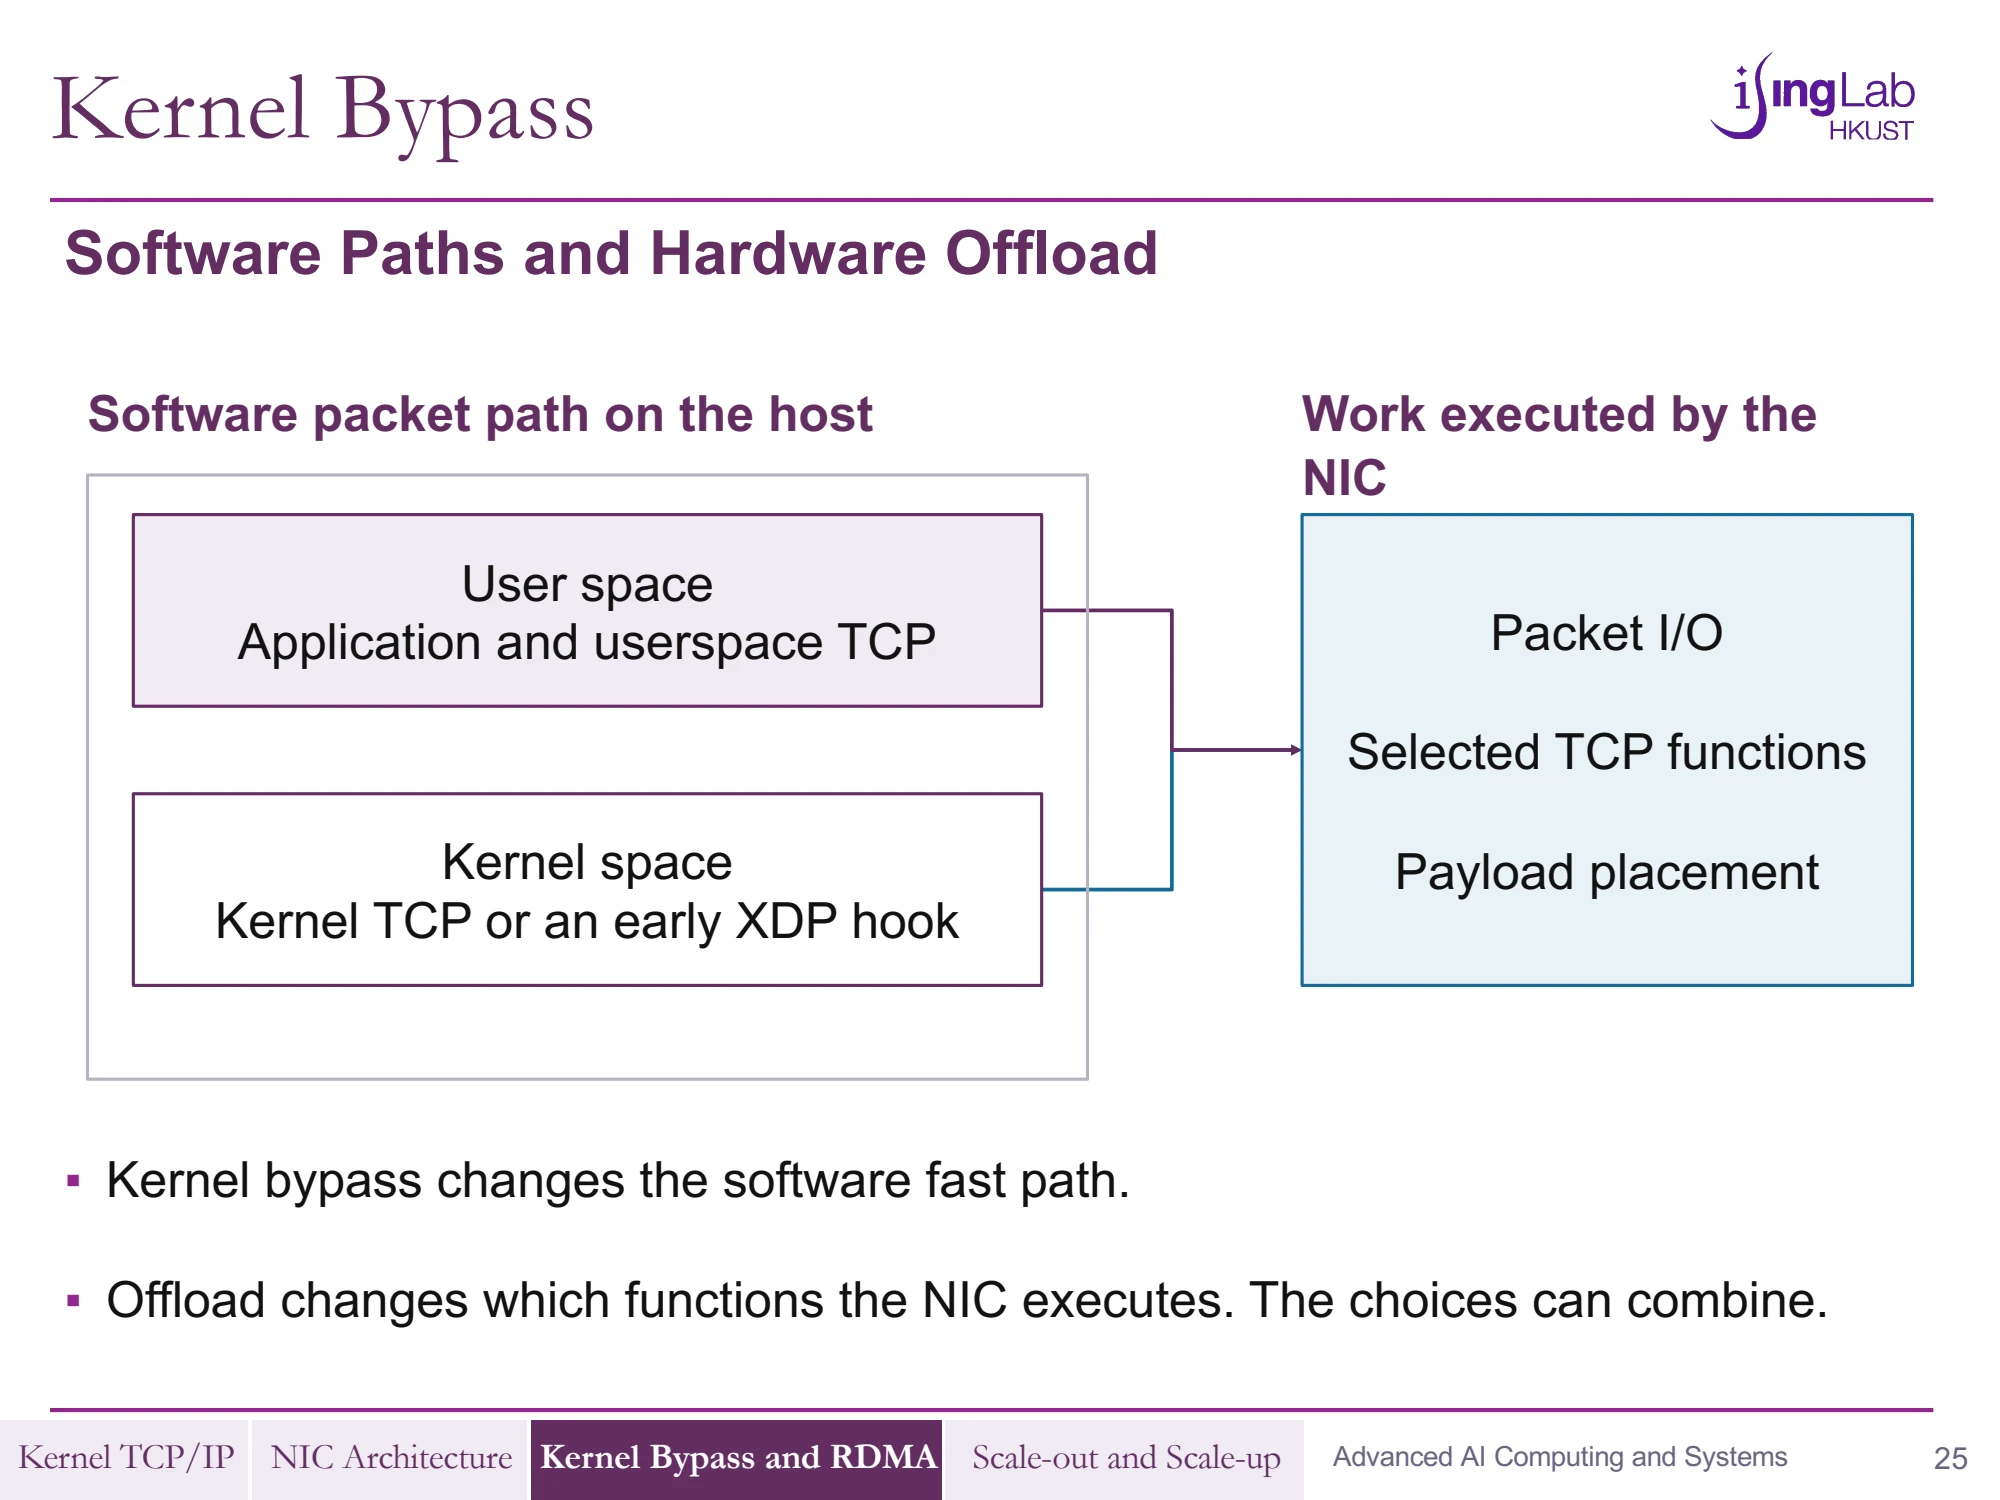 Kernel Bypass
iSingLab
HKUST
Software Paths and Hardware Offload
Software packet path on the host
Work executed by the
NIC
User space
Application and userspace TCP
Kernel space
Kernel TCP or an early XDP hook
Packet I/O
Selected TCP functions
Payload placement
▪ Kernel bypass changes the software fast path.
▪ Offload changes which functions the NIC executes. The choices can combine.
Kernel TCP/IP
NIC Architecture
Kernel Bypass and RDMA
Scale-out and Scale-up
Advanced AI Computing and Systems
25